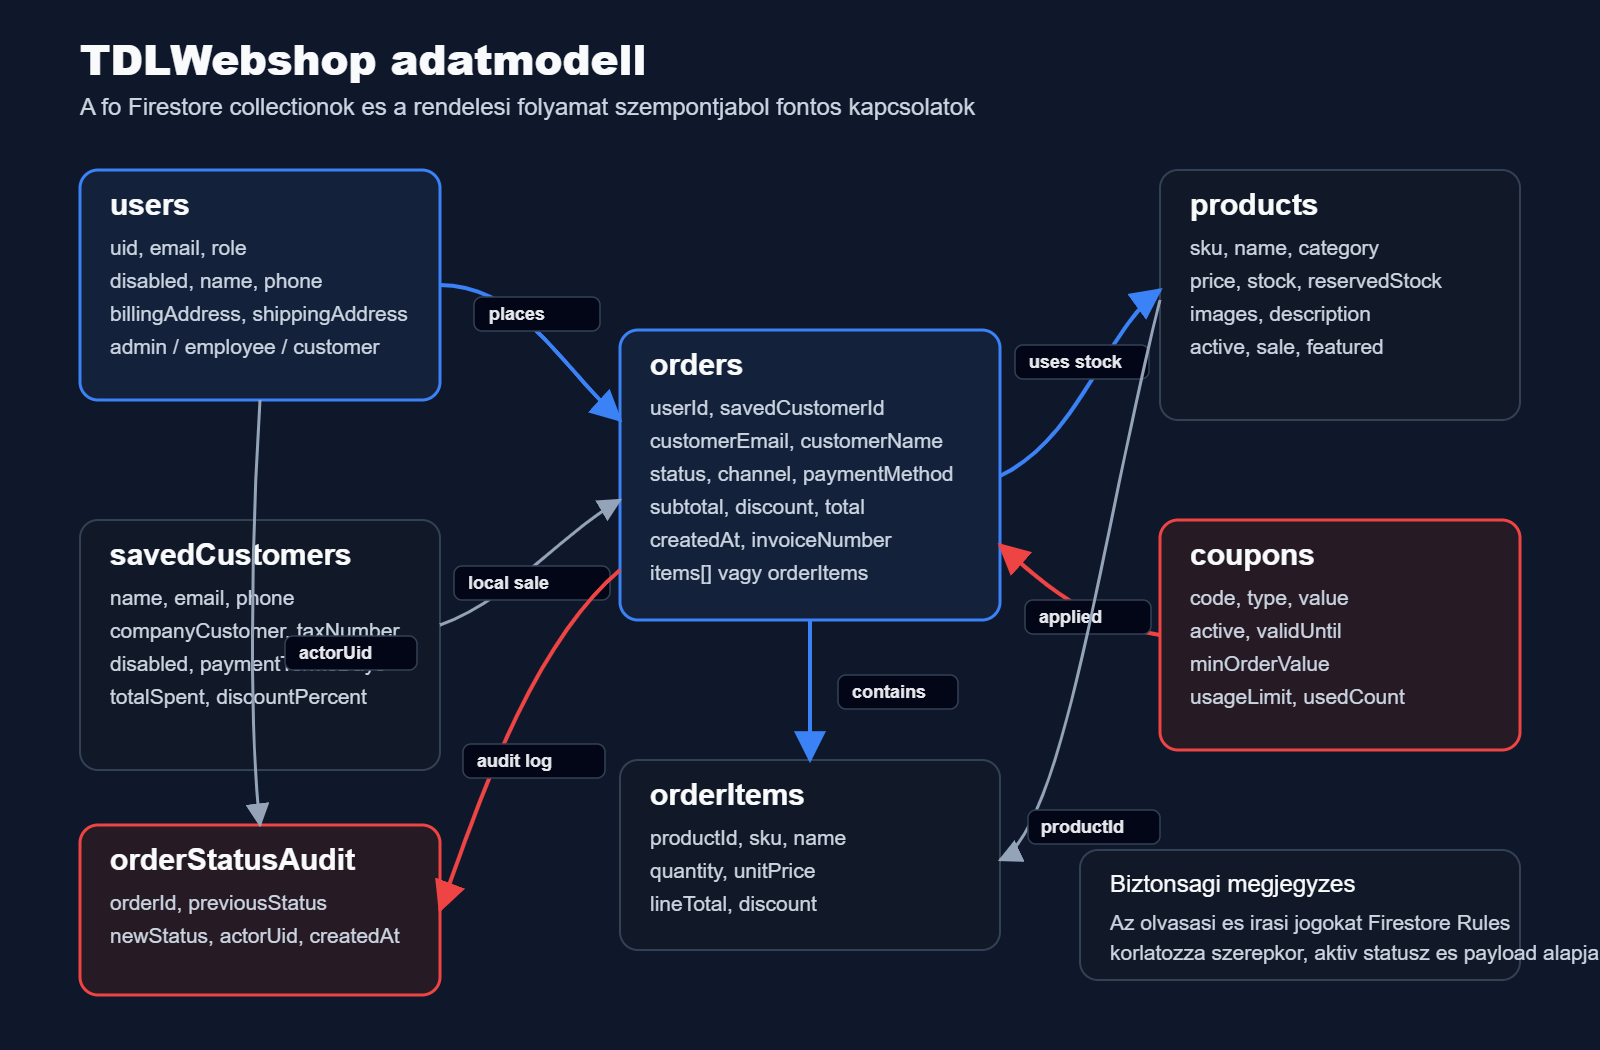 TDLWebshop adatmodell
A fo Firestore collectionok es a rendelesi folyamat szempontjabol fontos kapcsolatok
users
uid, email, role
disabled, name, phone
billingAddress, shippingAddress
admin / employee / customer
places
orders
userId, savedCustomerId
customerEmail, customerName
status, channel, paymentMethod
subtotal, discount, total
createdAt, invoiceNumber
items[] vagy orderItems
uses stock
products
sku, name, category
price, stock, reservedStock
images, description
active, sale, featured
savedCustomers
name, email, phone
companyCustomer, taxNumber
disabled,
totalSpent, discountPercent
actorUid
local sale
applied
coupons
code, type, value
active, validUntil
minOrderValue
usageLimit, usedCount
contains
audit log
orderStatusAudit
orderId, previousStatus
newStatus, actorUid, createdAt
orderItems
productId, sku, name
quantity, unitPrice
lineTotal, discount
productId
Biztonsagi megjegyzes
Az olvasasi es irasi jogokat Firestore Rules
korlatozza szerepkor, aktiv statusz es payload alapja